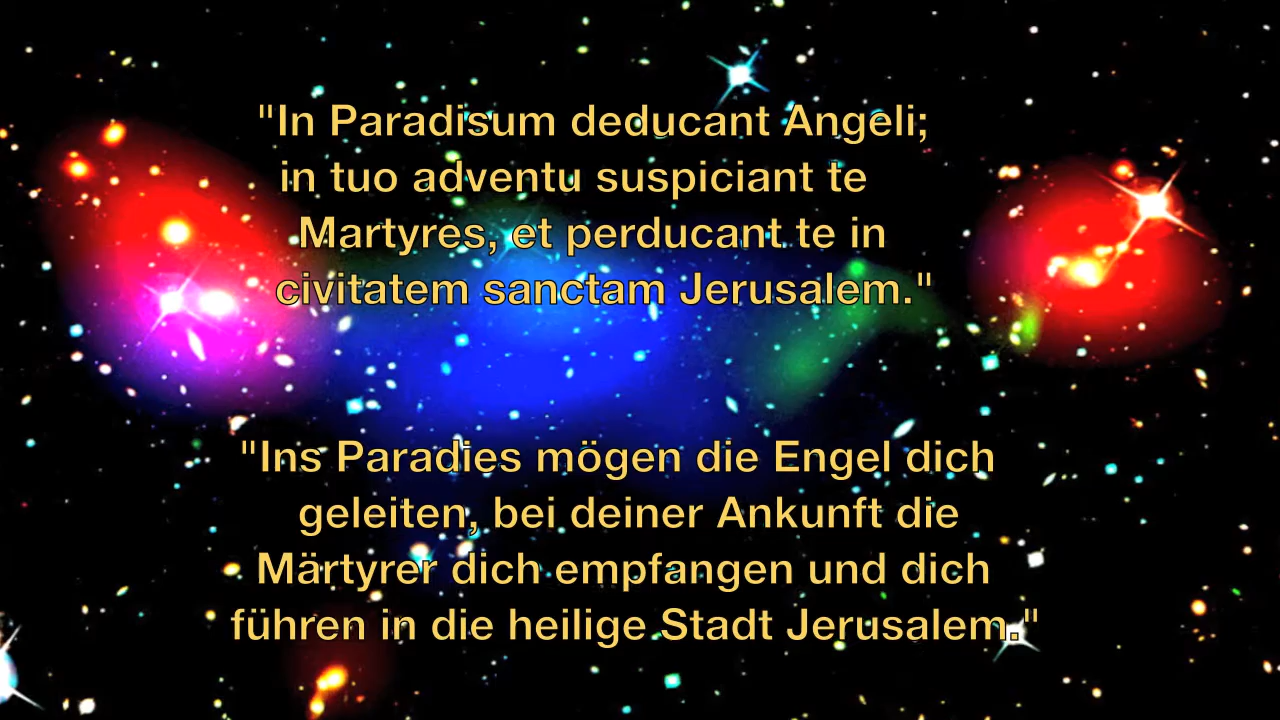 "In Paradisum deducant Angeli;
in tuo adventu suspiciant te
Martyres, et perducant te in
civitatem sanctam Jerusalem."
"Ins Paradies mögen die Engel dich
geleiten, bei deiner Ankunft die
Märtyrer dich empfangen und dich
führen in die heilige Stadt Jerusalem."